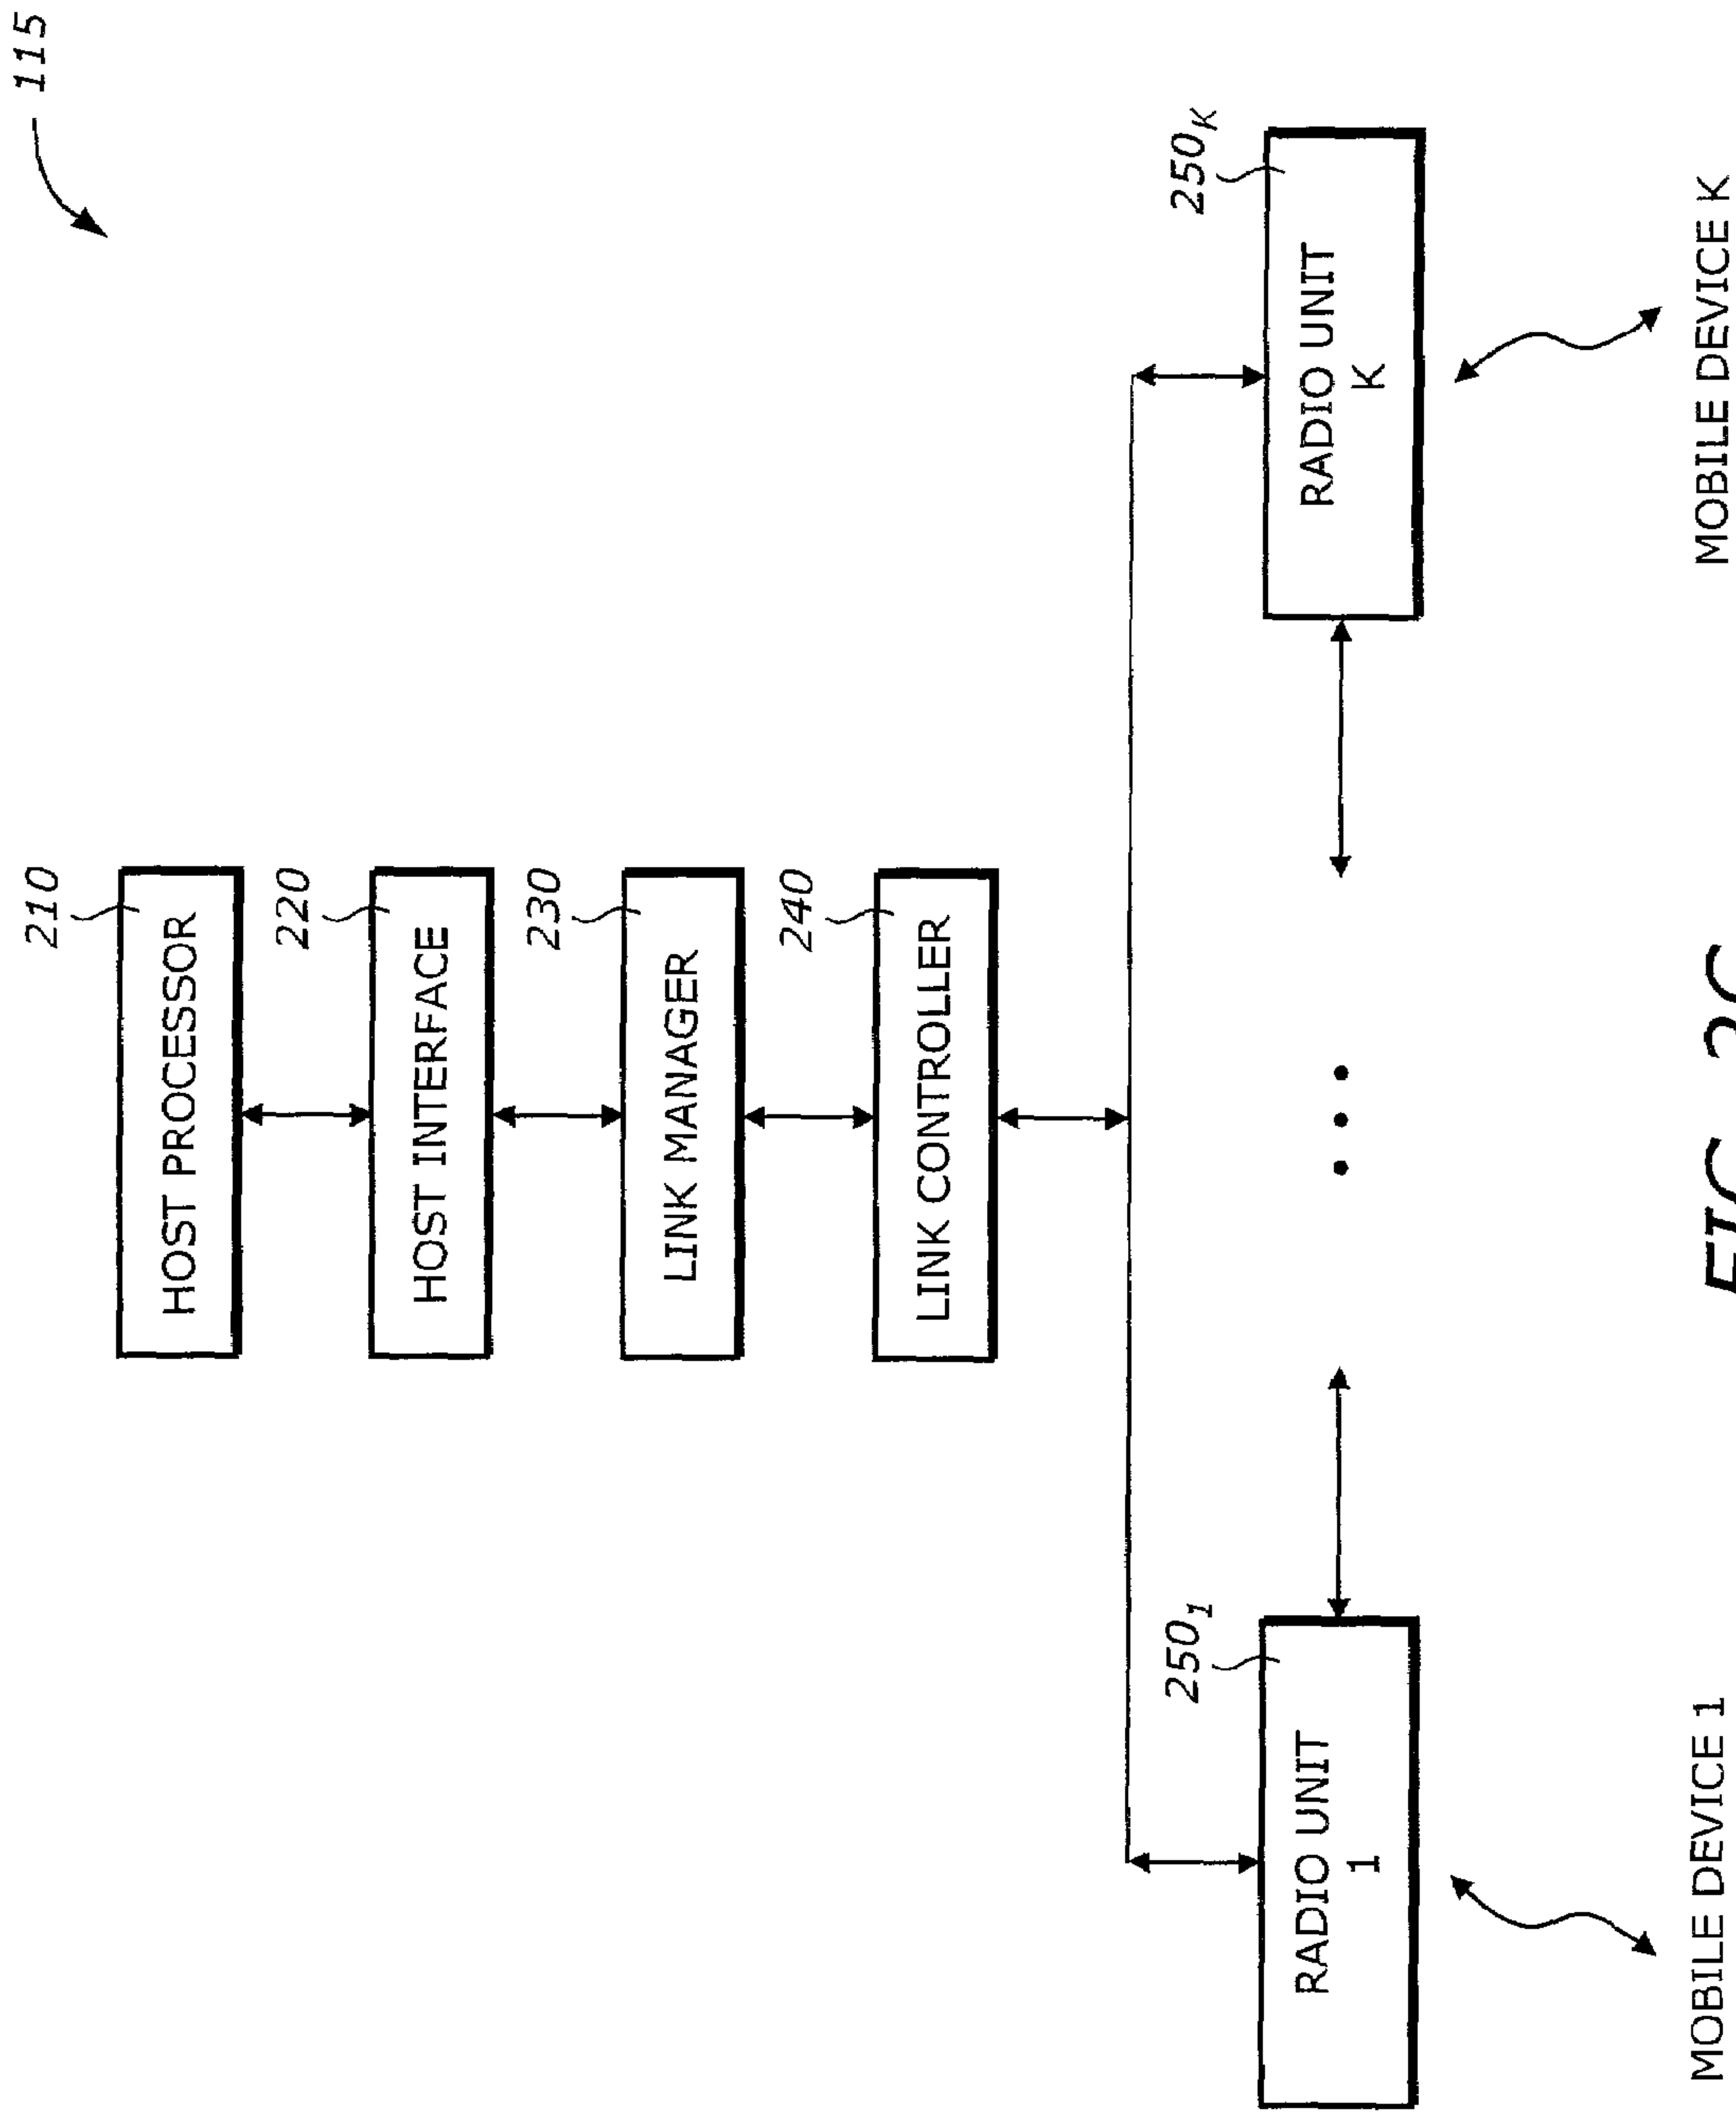 115
210
HOST PROCESSOR
220
HOST INTERFACE
230
LINK MANAGER
240
LINK CONTROLLER
250₁
RADIO UNIT
1
250K
RADIO UNIT
K
MOBILE DEVICE 1
MOBILE DEVICE K